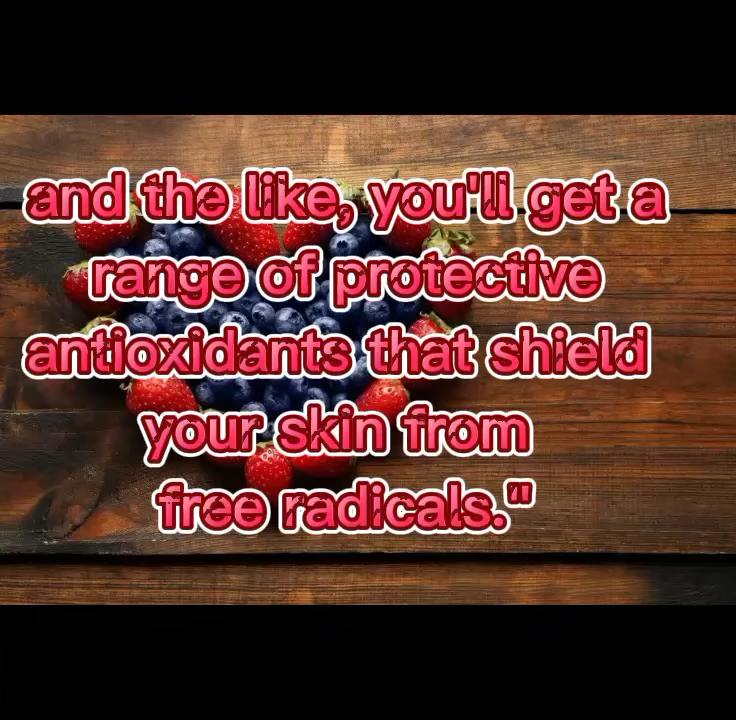 and the like, you'll get a
range of protective
antioxidants that shield
your skin from
free radicals."